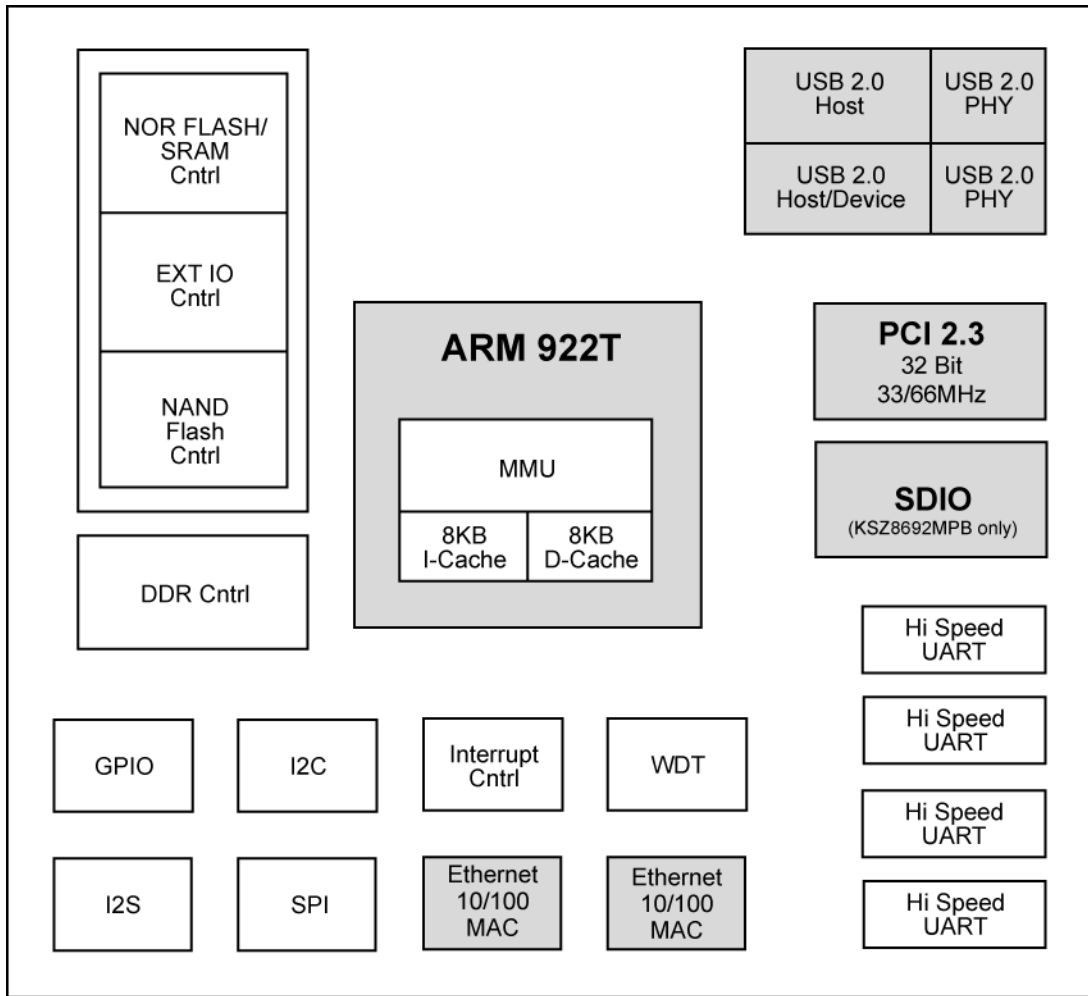 NOR FLASH/
SRAM
Cntrl
EXT IO
Cntrl
NAND
Flash
Cntrl
DDR Cntrl
ARM 922T
MMU
8KB
I-Cache
8KB
D-Cache
USB 2.0
Host
USB 2.0
PHY
USB 2.0
Host/Device
USB 2.0
PHY
PCI 2.3
32 Bit
33/66MHz
SDIO
(KSZ8692MPB only)
Hi Speed
UART
Hi Speed
UART
Hi Speed
UART
Hi Speed
UART
GPIO
I2C
Interrupt
Cntrl
WDT
I2S
SPI
Ethernet
10/100
MAC
Ethernet
10/100
MAC